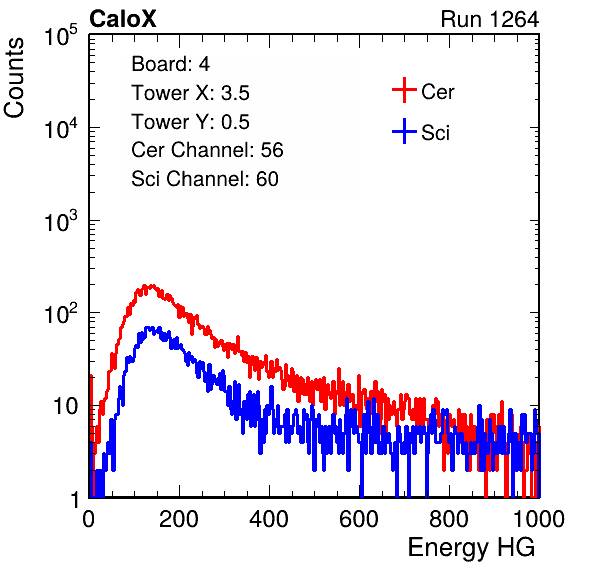 CaloX Run 1264
Counts
Board: 4
Tower X: 3.5
Tower Y: 0.5
Cer Channel: 56
Sci Channel: 60
Cer
Sci
10^5
10^4
10^3
10^2
10
1
0 200 400 600 800 1000
Energy HG